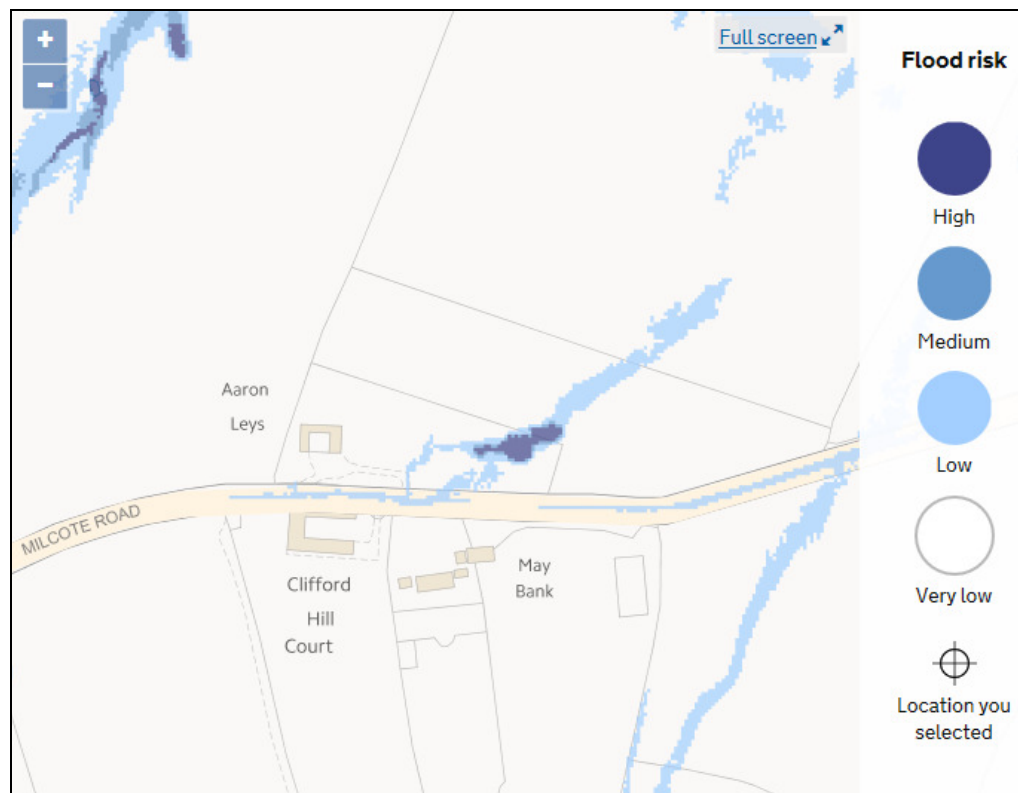 +
−
Full screen
Flood risk
High
Medium
Low
Very low
Location you
selected
Aaron
Leys
MILCOTE ROAD
Clifford
Hill
Court
May
Bank